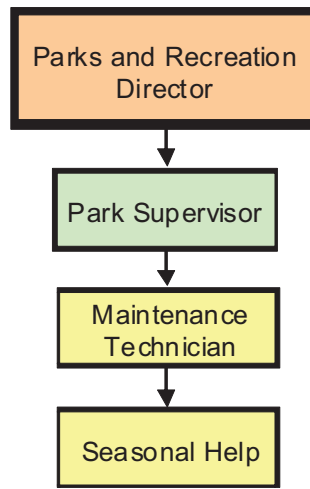 Parks and Recreation
Director
Park Supervisor
Maintenance
Technician
Seasonal Help